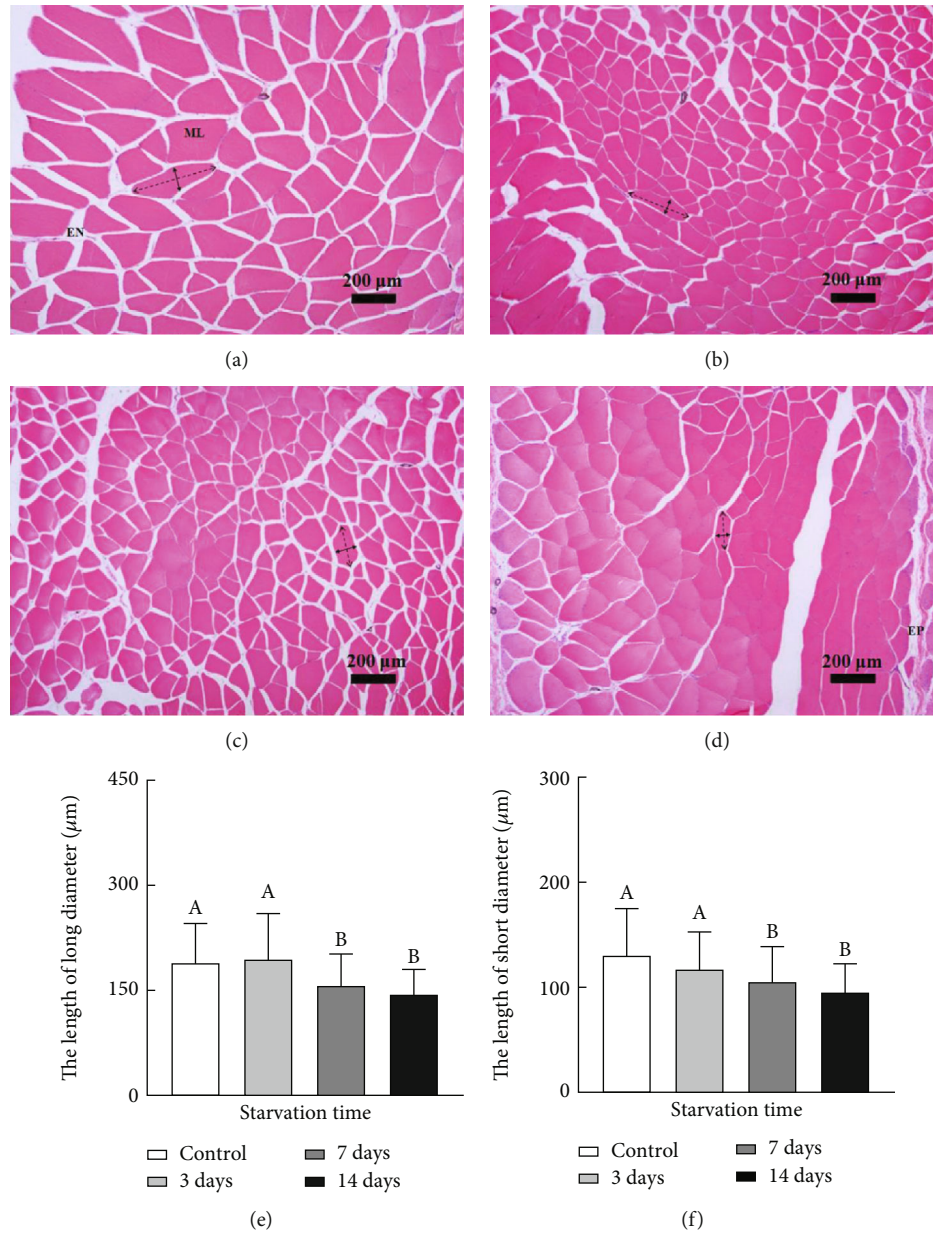 ML
EN
200 µm
(a)
200 µm
(b)
200 µm
(c)
EP
200 µm
(d)
The length of long diameter (µm)
450
300
150
0
A
A
B
B
Starvation time
Control
3 days
7 days
14 days
(e)
The length of short diameter (µm)
300
200
100
0
A
A
B
B
Starvation time
Control
3 days
7 days
14 days
(f)